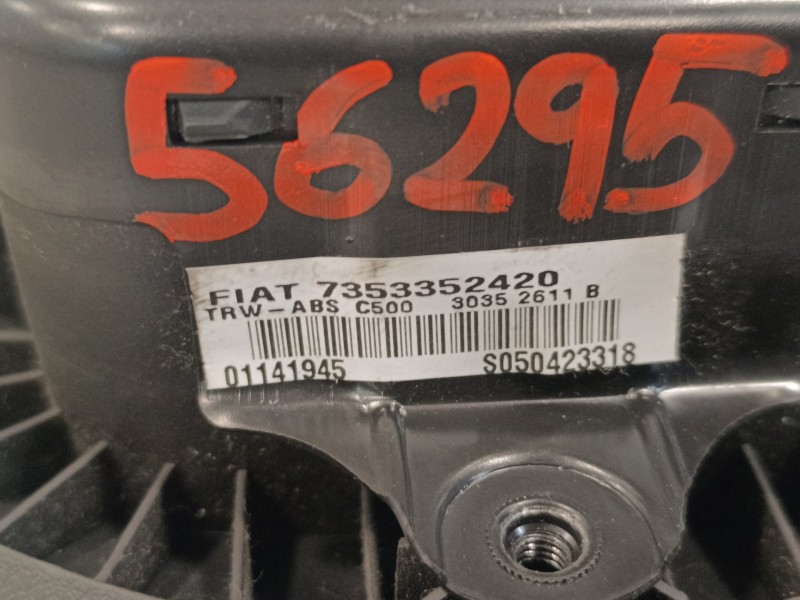 56295
FIAT 7353352420
TRW-ABS C500 3035 2611 B
01141945 S050423318